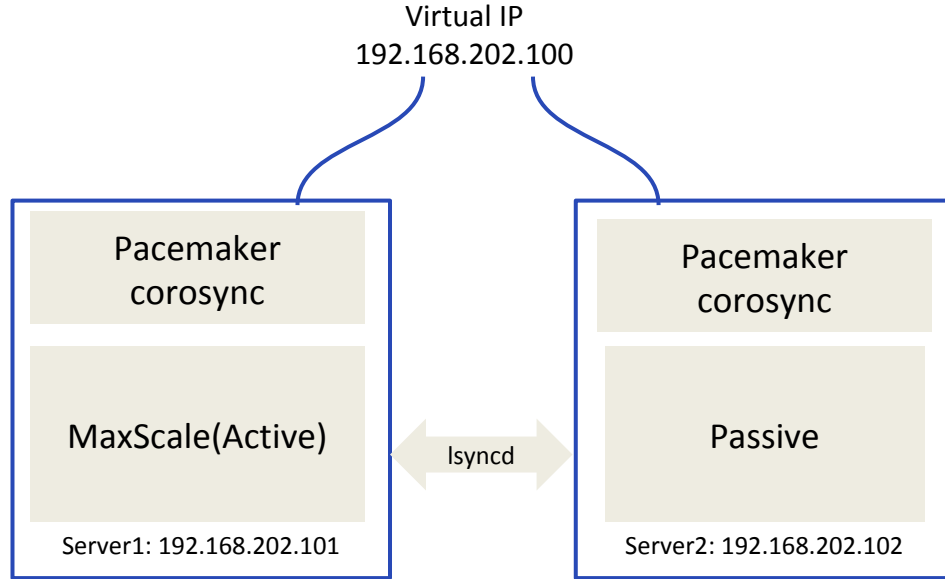 Virtual IP
192.168.202.100
Pacemaker
corosync
Pacemaker
corosync
MaxScale(Active)
lsyncd
Passive
Server1: 192.168.202.101
Server2: 192.168.202.102